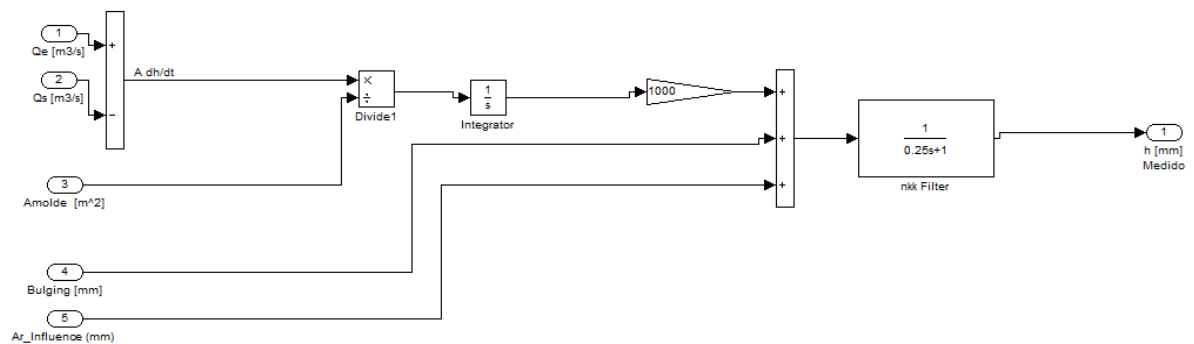 1
Qe [m3/s]
+
A dh/dt
2
Qs [m3/s]
−
×
÷
Divide1
1
s
Integrator
1000
+
+
+
1
0.25s+1
nkk Filter
1
h [mm]
Medido
3
Amolde [m^2]
4
Bulging [mm]
5
Ar_Influence (mm)